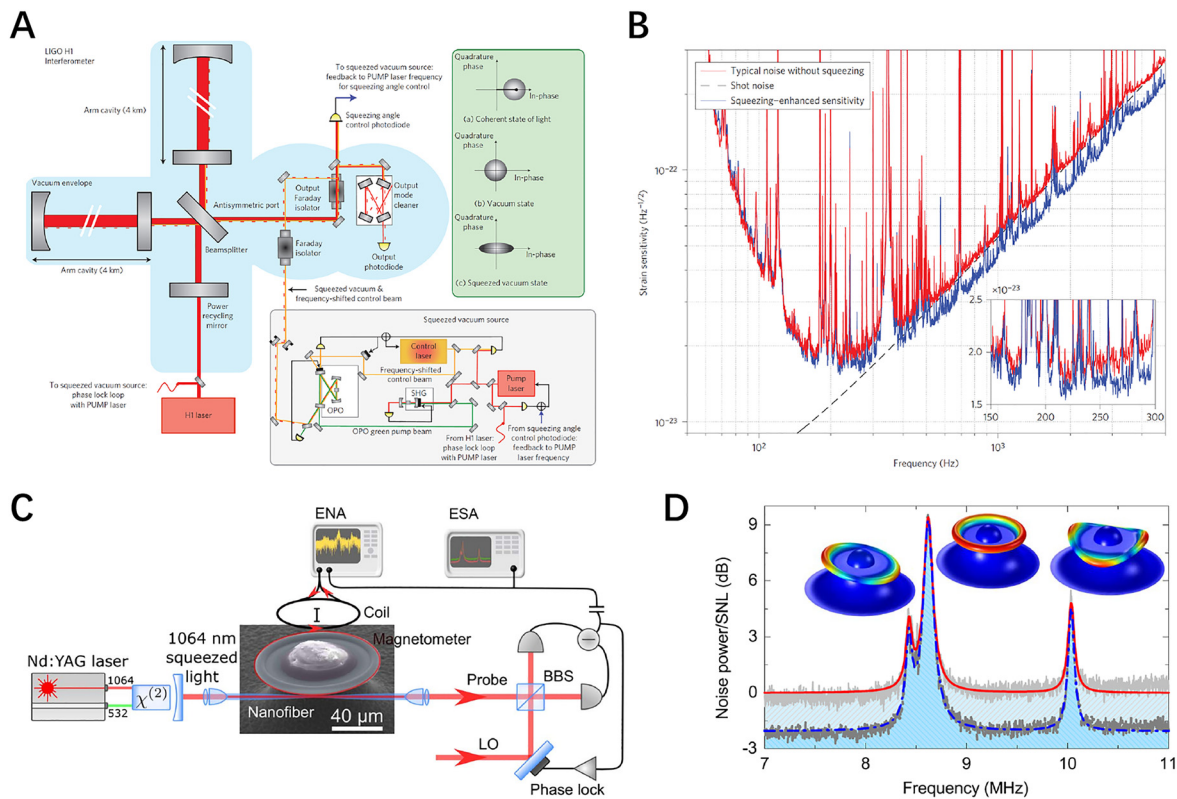 A
LIGO H1
Interferometer
Arm cavity (4 km)
Vacuum envelope
Arm cavity (4 km)
Antisymmetric port
Beamsplitter
Power
recycling
mirror
To squeezed vacuum source:
phase lock loop
with PUMP laser
H1 laser
To squeezed vacuum source:
feedback to PUMP laser frequency
for squeezing angle control
Squeezing angle
control photodiode
Output
Faraday
isolator
Output
mode
cleaner
Faraday
isolator
Output
photodiode
Squeezed vacuum &
frequency-shifted control beam
Quadrature
phase
In-phase
(a) Coherent state of light
Quadrature
phase
In-phase
(b) Vacuum state
Quadrature
phase
In-phase
(c) Squeezed vacuum state
Squeezed vacuum source
Control
laser
Frequency-shifted
control beam
Pump
laser
OPO
SHG
OPO green pump beam
From H1 laser:
phase lock loop
with PUMP laser
From squeezing angle
control photodiode:
feedback to PUMP
laser frequency
B
Typical noise without squeezing
Shot noise
Squeezing–enhanced sensitivity
Strain sensitivity (Hz−1/2)
10−22
10−23
×10−23
2.5
2.0
1.5
150 200 250 300
10² 10³
Frequency (Hz)
C
ENA
ESA
I
Coil
Magnetometer
1064 nm
squeezed
light
Nd:YAG laser
1064
532
χ(2)
Nanofiber
40 µm
Probe
BBS
LO
Phase lock
D
Noise power/SNL (dB)
9
6
3
0
-3
7 8 9 10 11
Frequency (MHz)